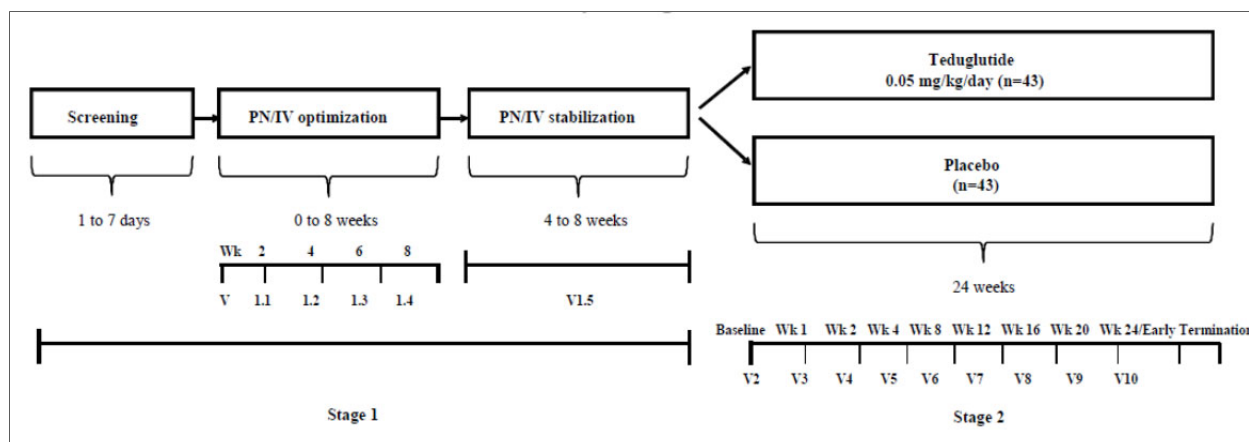 Teduglutide
0.05 mg/kg/day (n=43)
Screening
PN/IV optimization
PN/IV stabilization
Placebo
(n=43)
1 to 7 days
0 to 8 weeks
4 to 8 weeks
Wk 2 4 6 8
V 1.1 1.2 1.3 1.4
V1.5
24 weeks
Baseline Wk 1 Wk 2 Wk 4 Wk 8 Wk 12 Wk 16 Wk 20 Wk 24/Early Termination
V2 V3 V4 V5 V6 V7 V8 V9 V10
Stage 1
Stage 2